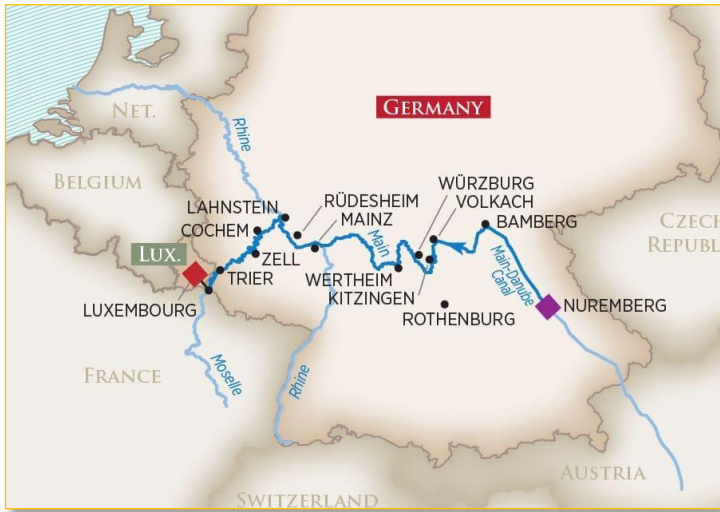 NET.
GERMANY
Rhine
BELGIUM
WÜRZBURG
VOLKACH
LAHNSTEIN
RÜDESHEIM
BAMBERG
CZECH
REPUBL
COCHEM
MAINZ
Main
LUX.
ZELL
WERTHEIM
KITZINGEN
Main-Danube
Canal
TRIER
LUXEMBOURG
ROTHENBURG
NUREMBERG
FRANCE
Moselle
Rhine
AUSTRIA
SWITZERLAND